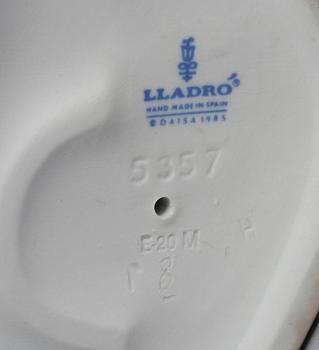 LLADRÓ
HAND MADE IN SPAIN
© DAISA 1985
5357
E-20 M
H